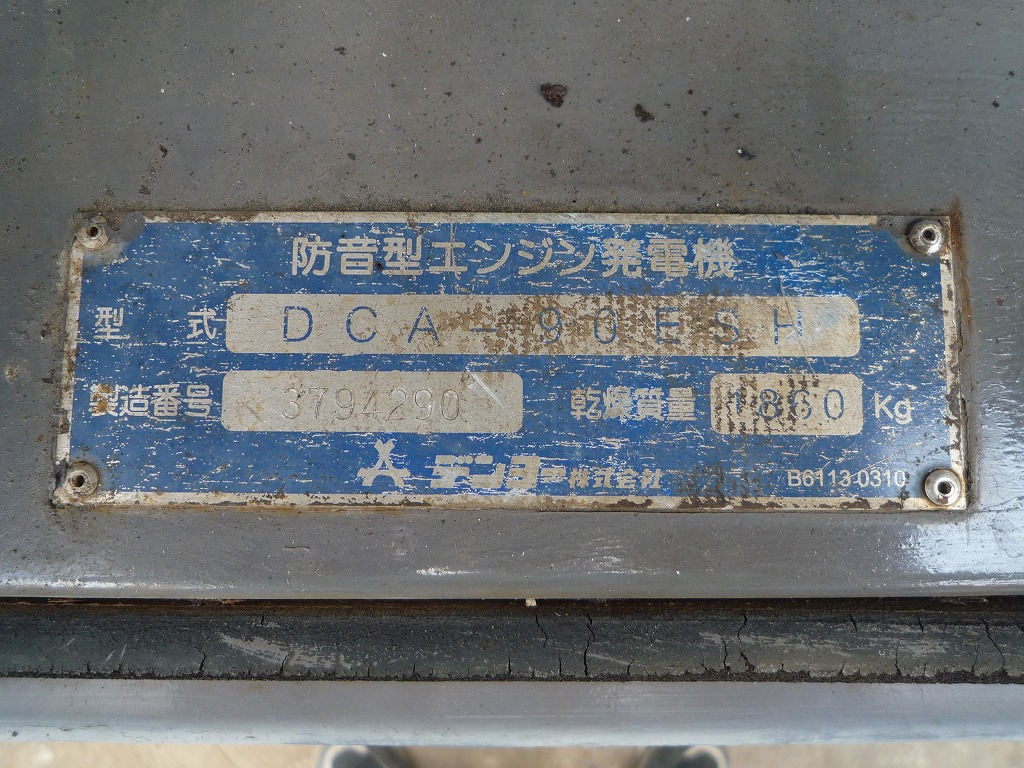 防音型エンジン発電機
型式 DCA-90ESH
製造番号 3794290 乾燥質量 1860 Kg
デンヨー株式会社 B6113-0310